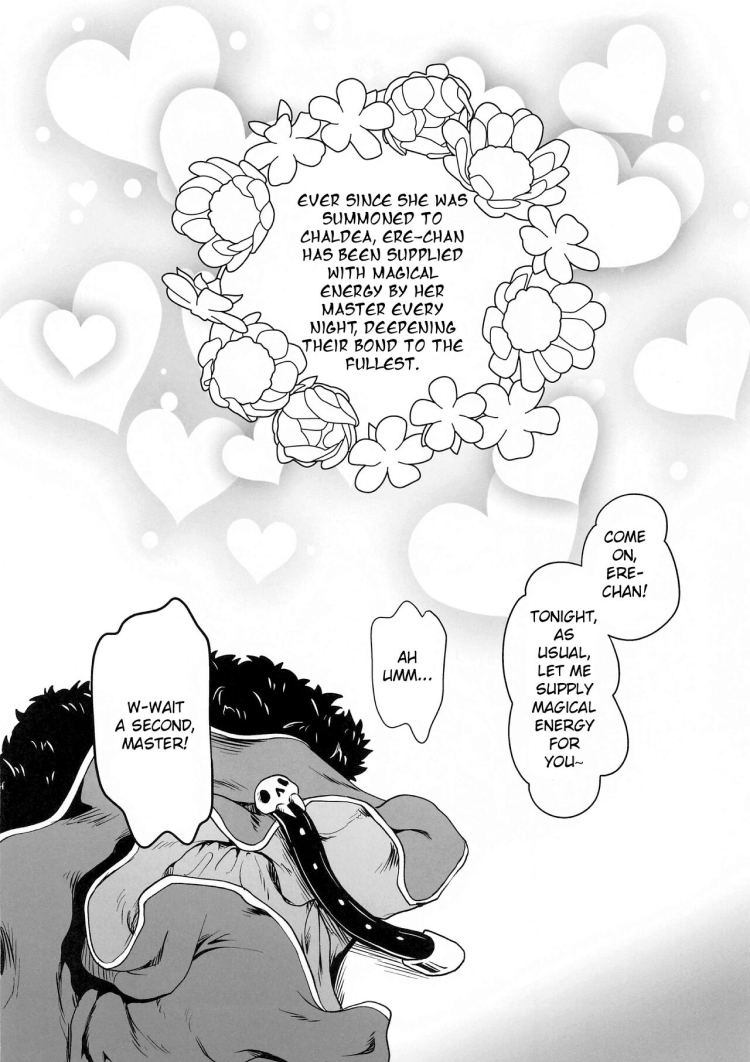 EVER SINCE SHE WAS
SUMMONED TO
CHALDEA, ERE-CHAN
HAS BEEN SUPPLIED
WITH MAGICAL
ENERGY BY HER
MASTER EVERY
NIGHT, DEEPENING
THEIR BOND TO THE
FULLEST.
COME
ON,
ERE-
CHAN!
TONIGHT,
AS
USUAL,
LET ME
SUPPLY
MAGICAL
ENERGY
FOR
YOU~
AH
UMM...
W-WAIT
A SECOND,
MASTER!